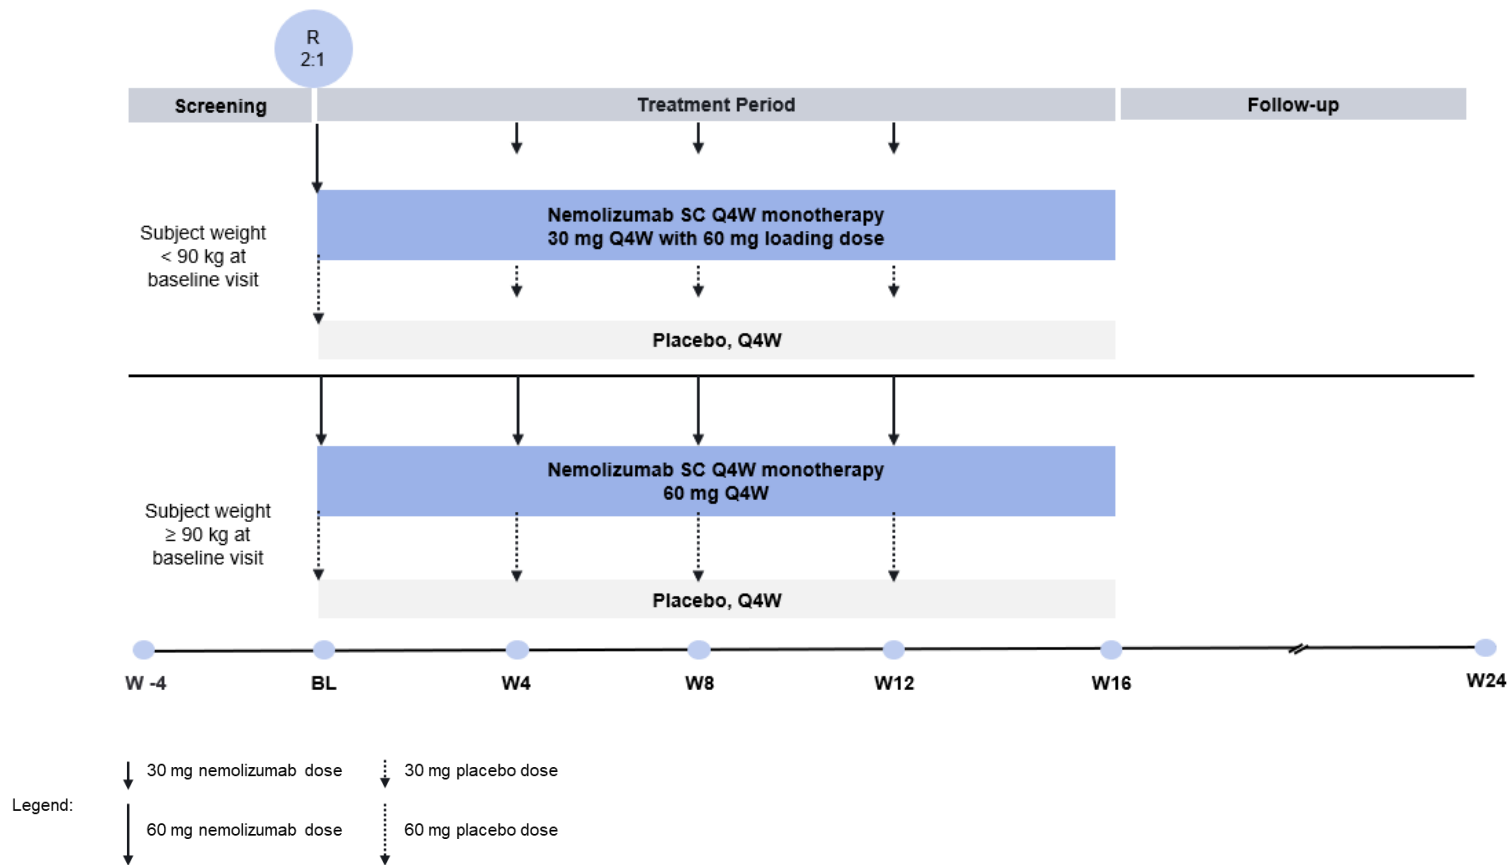 R
2:1
Screening
Treatment Period
Follow-up
Subject weight
< 90 kg at
baseline visit
Nemolizumab SC Q4W monotherapy
30 mg Q4W with 60 mg loading dose
Placebo, Q4W
Subject weight
≥ 90 kg at
baseline visit
Nemolizumab SC Q4W monotherapy
60 mg Q4W
Placebo, Q4W
W -4
BL
W4
W8
W12
W16
W24
Legend:
30 mg nemolizumab dose
30 mg placebo dose
60 mg nemolizumab dose
60 mg placebo dose